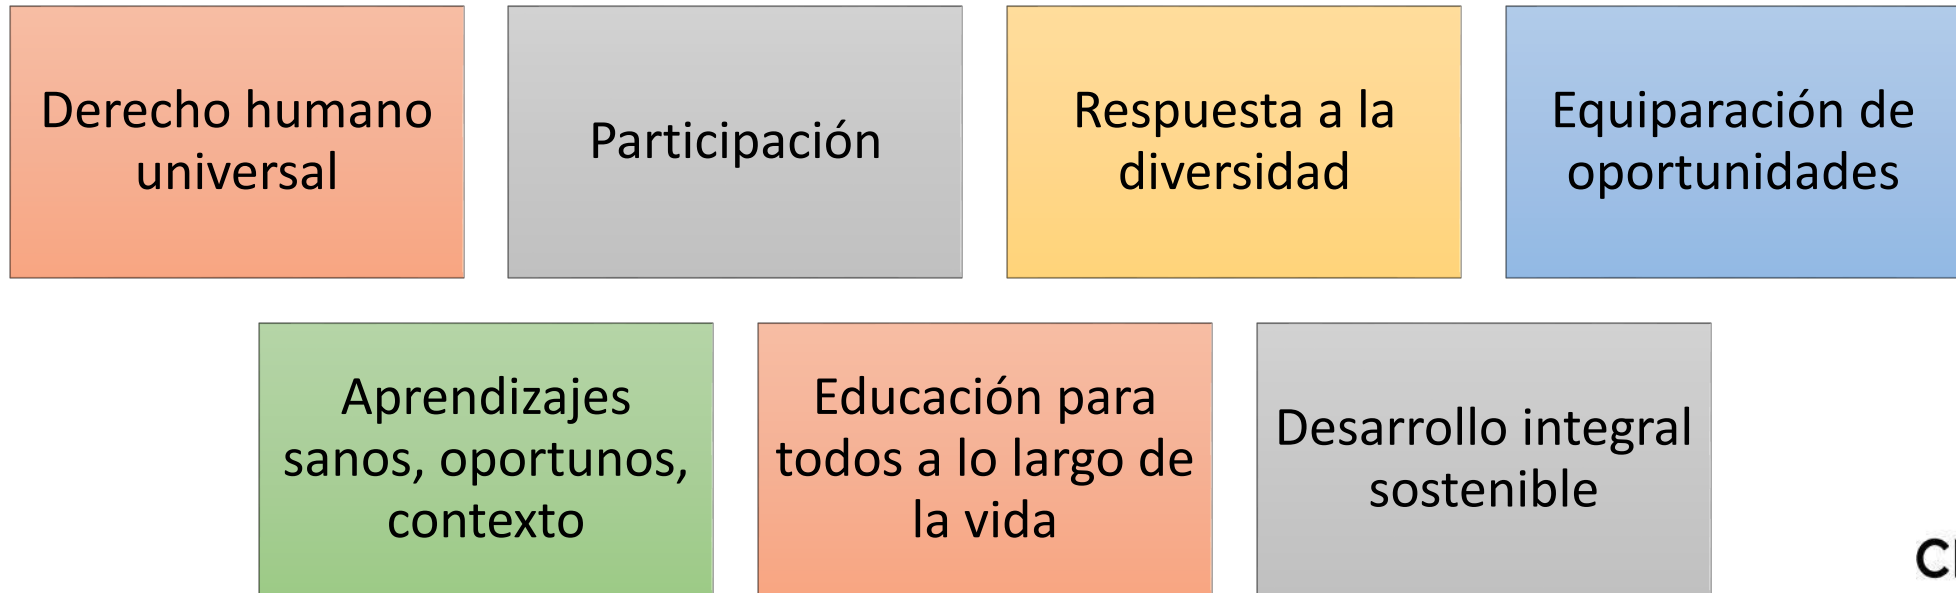 Derecho humano
universal
Participación
Respuesta a la
diversidad
Equiparación de
oportunidades
Aprendizajes
sanos, oportunos,
contexto
Educación para
todos a lo largo de
la vida
Desarrollo integral
sostenible